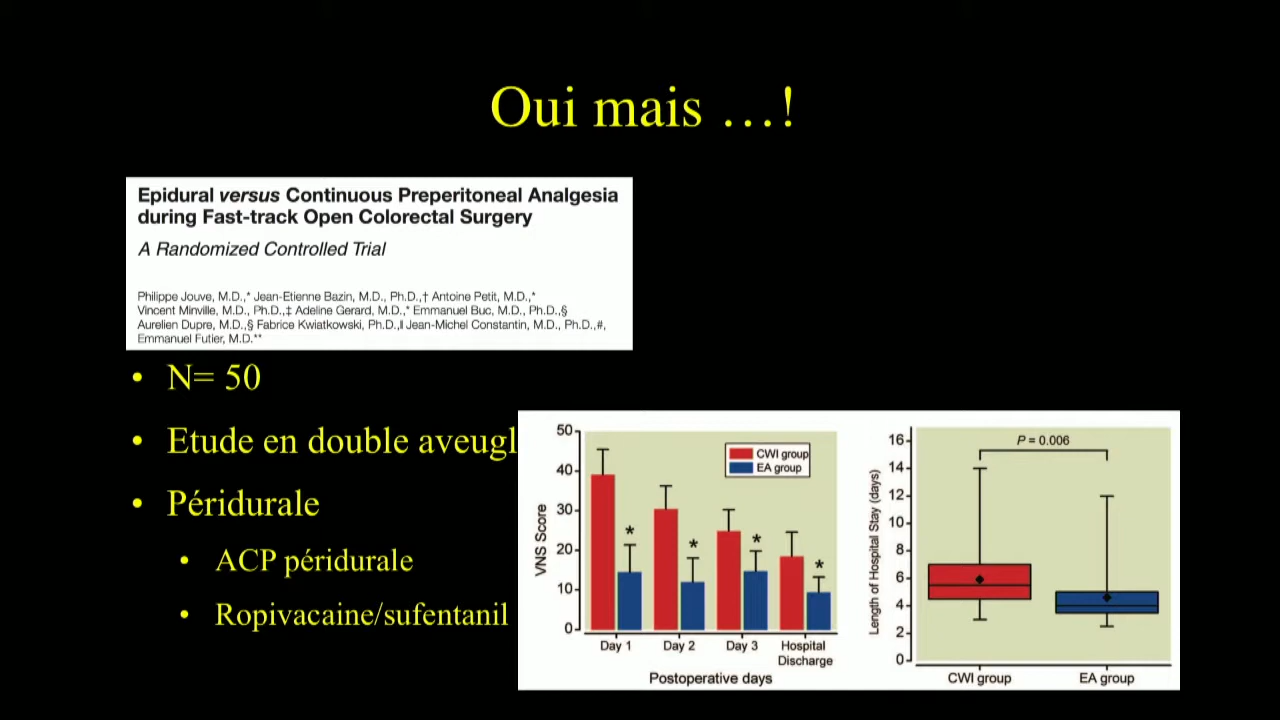 Oui mais …!
Epidural versus Continuous Preperitoneal Analgesia
during Fast-track Open Colorectal Surgery
A Randomized Controlled Trial
Philippe Jouve, M.D.,* Jean-Etienne Bazin, M.D., Ph.D.,† Antoine Petit, M.D.,*
Vincent Minville, M.D., Ph.D.,‡ Adeline Gerard, M.D.,* Emmanuel Buc, M.D., Ph.D.,§
Aurelien Dupre, M.D.,§ Fabrice Kwiatkowski, Ph.D.,‖ Jean-Michel Constantin, M.D., Ph.D.,#,
Emmanuel Futier, M.D.**
• N= 50
• Etude en double aveugl
• Péridurale
• ACP péridurale
• Ropivacaine/sufentanil
VNS Score
50
40
30
20
10
0
CWI group
EA group
*
*
*
*
Day 1 Day 2 Day 3 Hospital
Discharge
Postoperative days
Length of Hospital Stay (days)
16
14
12
10
8
6
4
2
0
P = 0.006
CWI group EA group